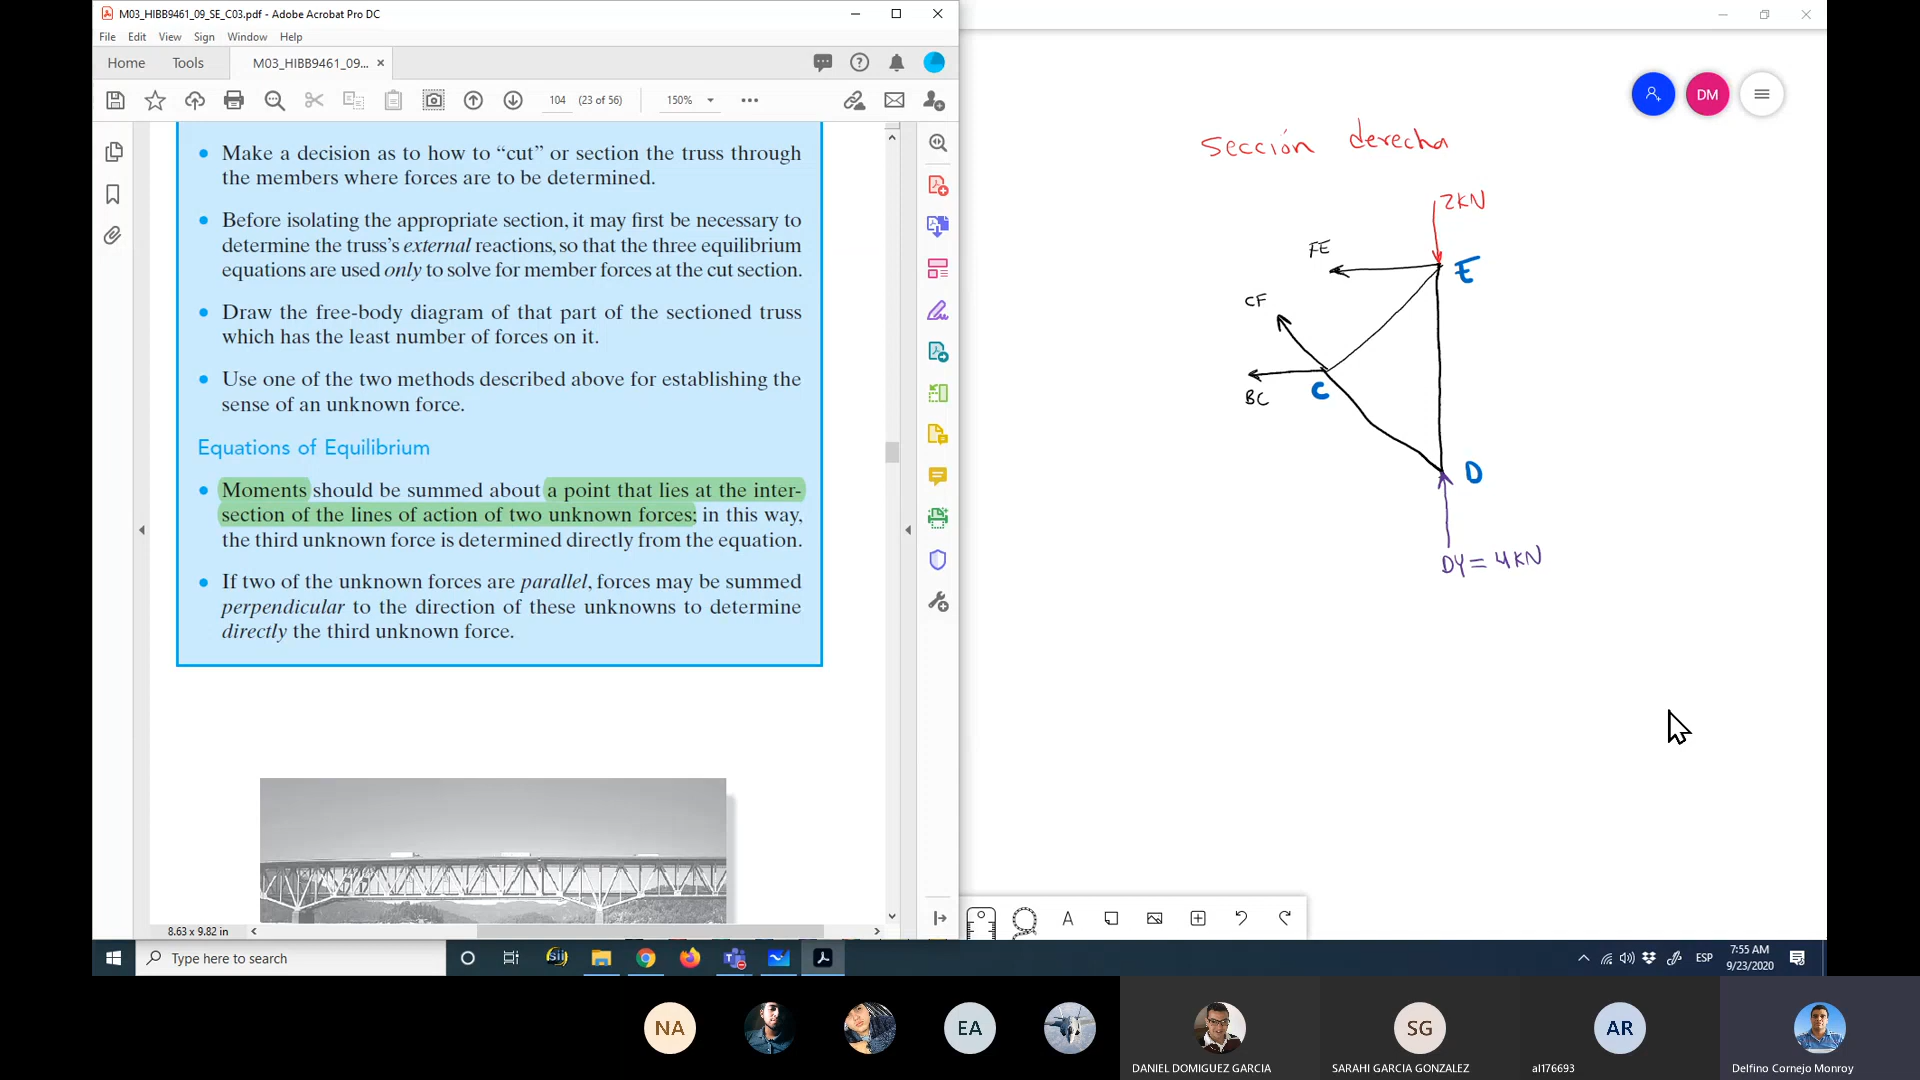 M03_HIBB9461_09_SE_C03.pdf - Adobe Acrobat Pro DC
File Edit View Sign Window Help
Home Tools M03_HIBB9461_09... ×
104 (23 of 56) 150%
• Make a decision as to how to “cut” or section the truss through
the members where forces are to be determined.
• Before isolating the appropriate section, it may first be necessary to
determine the truss’s external reactions, so that the three equilibrium
equations are used only to solve for member forces at the cut section.
• Draw the free-body diagram of that part of the sectioned truss
which has the least number of forces on it.
• Use one of the two methods described above for establishing the
sense of an unknown force.
Equations of Equilibrium
• Moments should be summed about a point that lies at the inter-
section of the lines of action of two unknown forces; in this way,
the third unknown force is determined directly from the equation.
• If two of the unknown forces are parallel, forces may be summed
perpendicular to the direction of these unknowns to determine
directly the third unknown force.
8.63 x 9.82 in
DM
Sección derecha
2KN
FE
E
CF
C
BC
D
DY = 4KN
A
Type here to search
sii
ESP
7:55 AM
9/23/2020
NA
EA
SG
AR
DANIEL DOMIGUEZ GARCIA
SARAHI GARCIA GONZALEZ
al176693
Delfino Cornejo Monroy